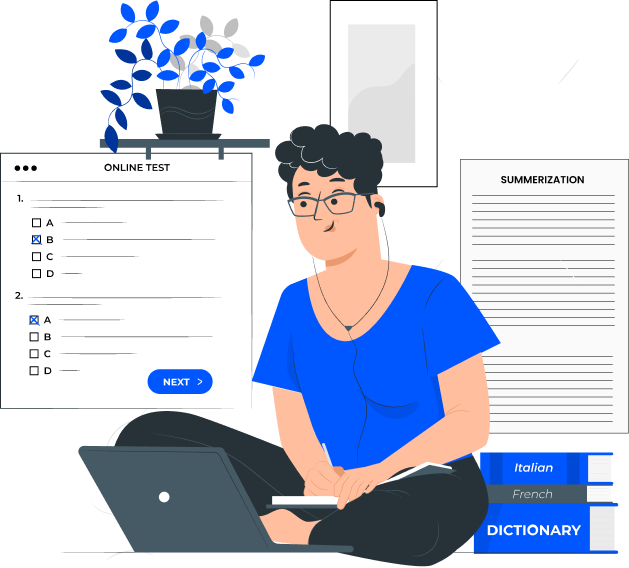 ONLINE TEST
1.
A
B
C
D
2.
A
B
C
D
NEXT >
SUMMERIZATION
Italian
French
DICTIONARY